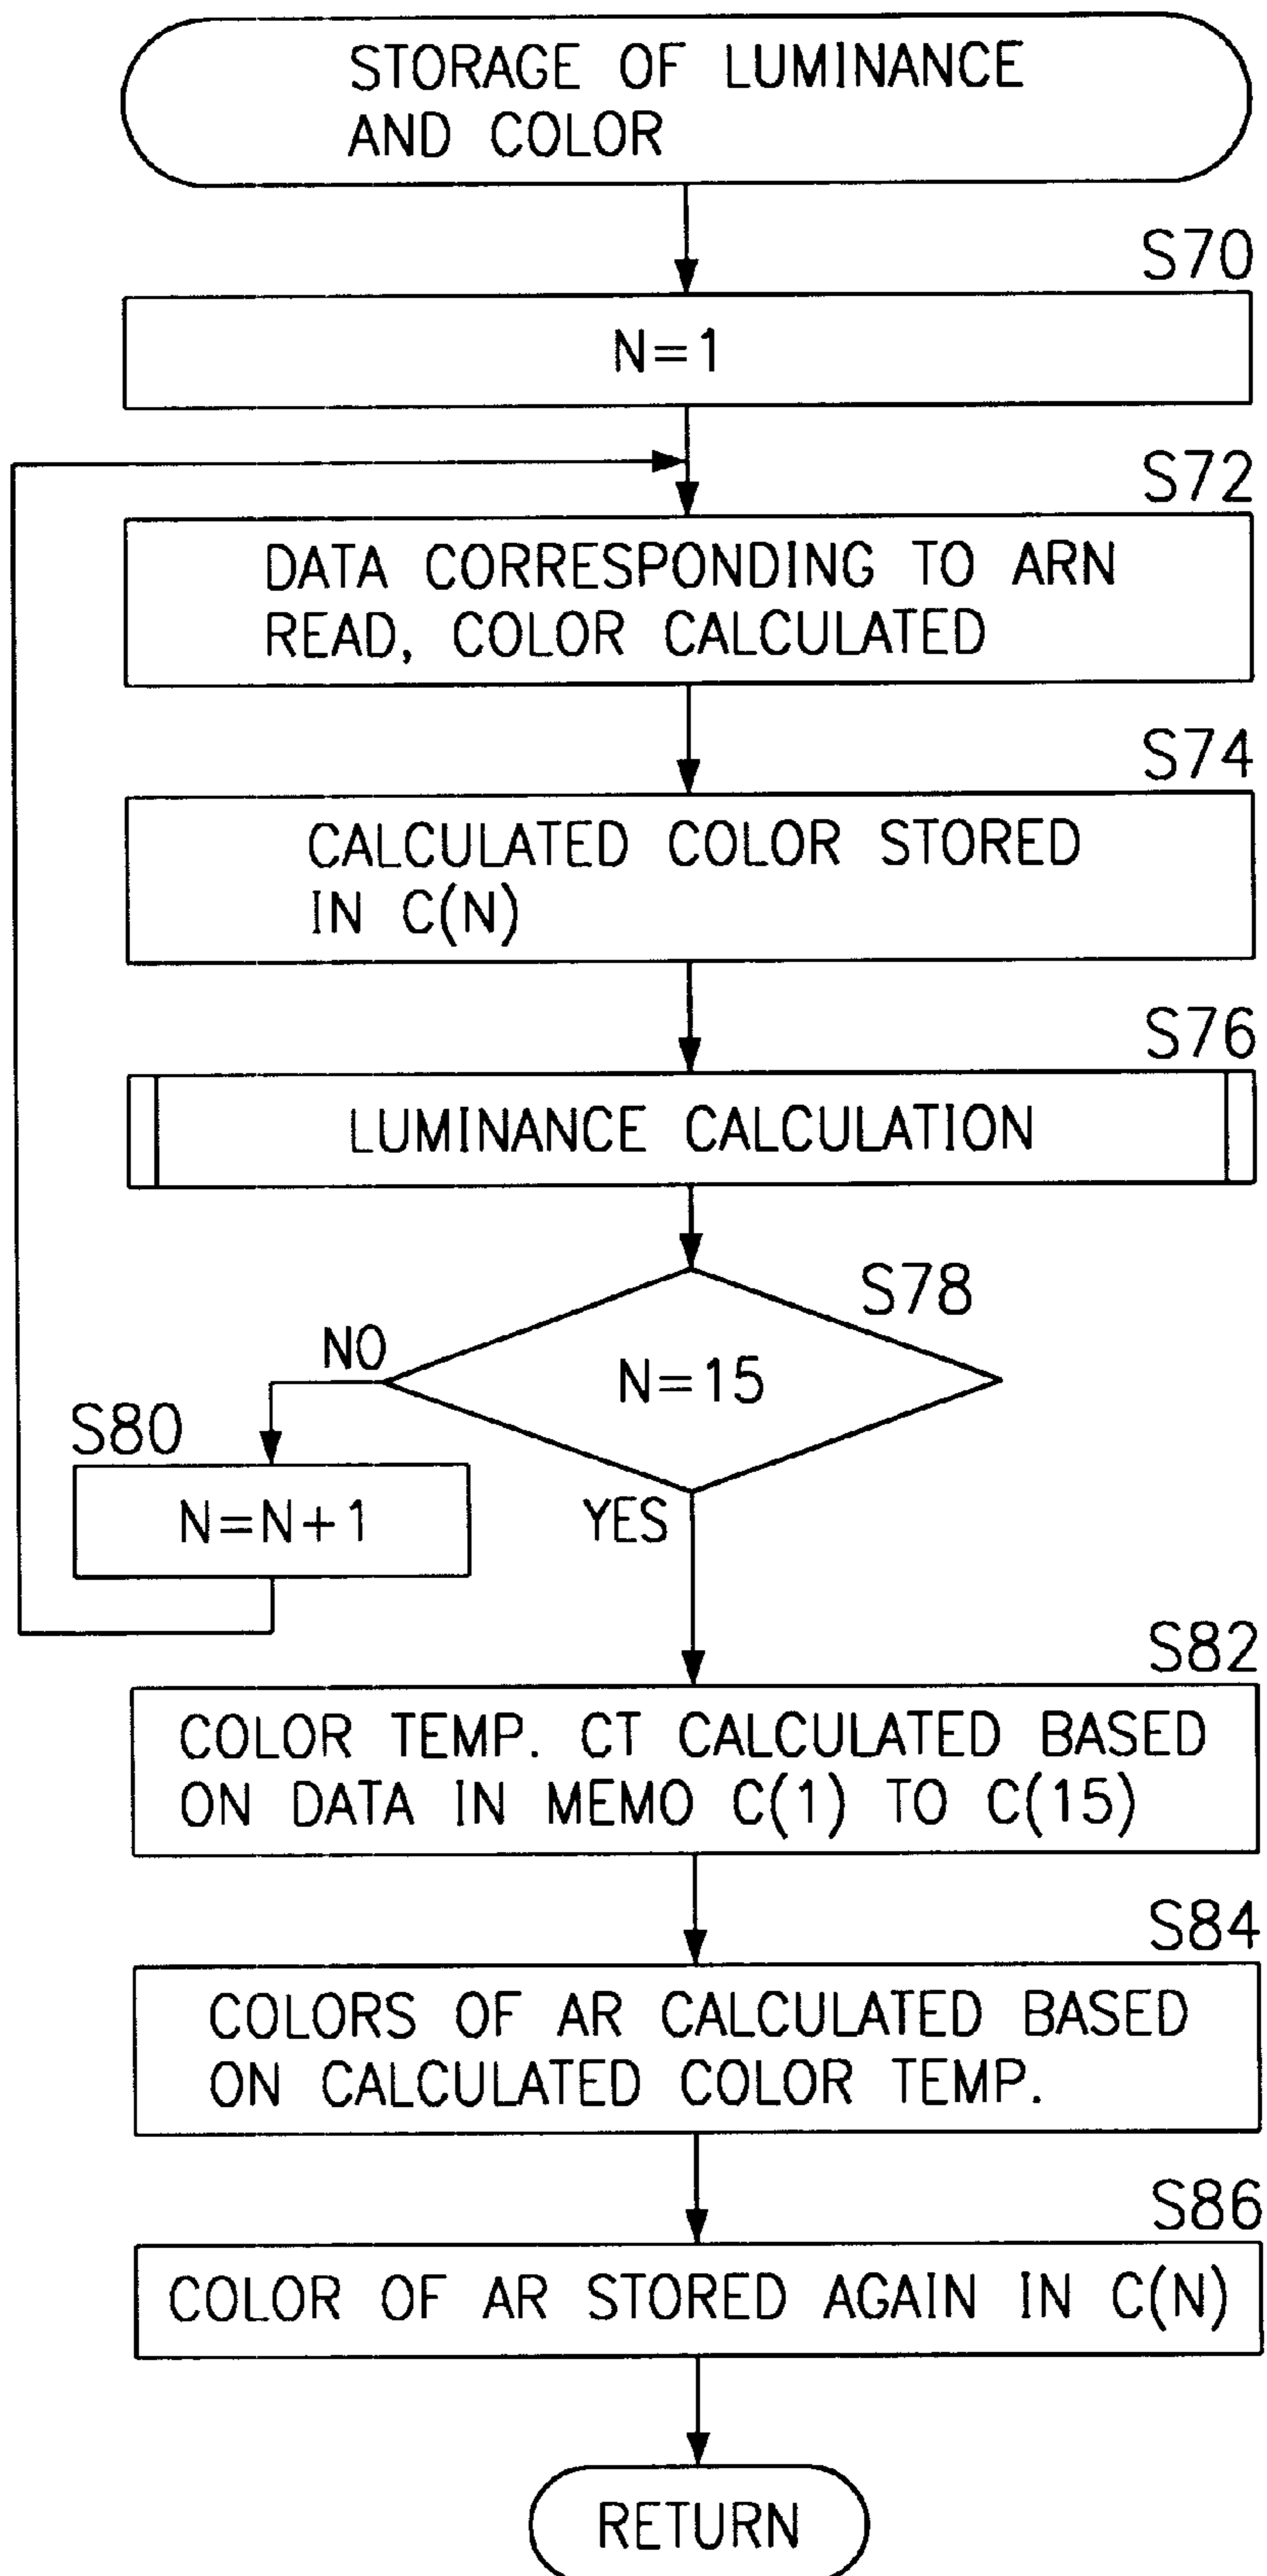 STORAGE OF LUMINANCE
AND COLOR
S70
N=1
S72
DATA CORRESPONDING TO ARN
READ, COLOR CALCULATED
S74
CALCULATED COLOR STORED
IN C(N)
S76
LUMINANCE CALCULATION
S78
NO
N=15
S80
N=N+1
YES
S82
COLOR TEMP. CT CALCULATED BASED
ON DATA IN MEMO C(1) TO C(15)
S84
COLORS OF AR CALCULATED BASED
ON CALCULATED COLOR TEMP.
S86
COLOR OF AR STORED AGAIN IN C(N)
RETURN